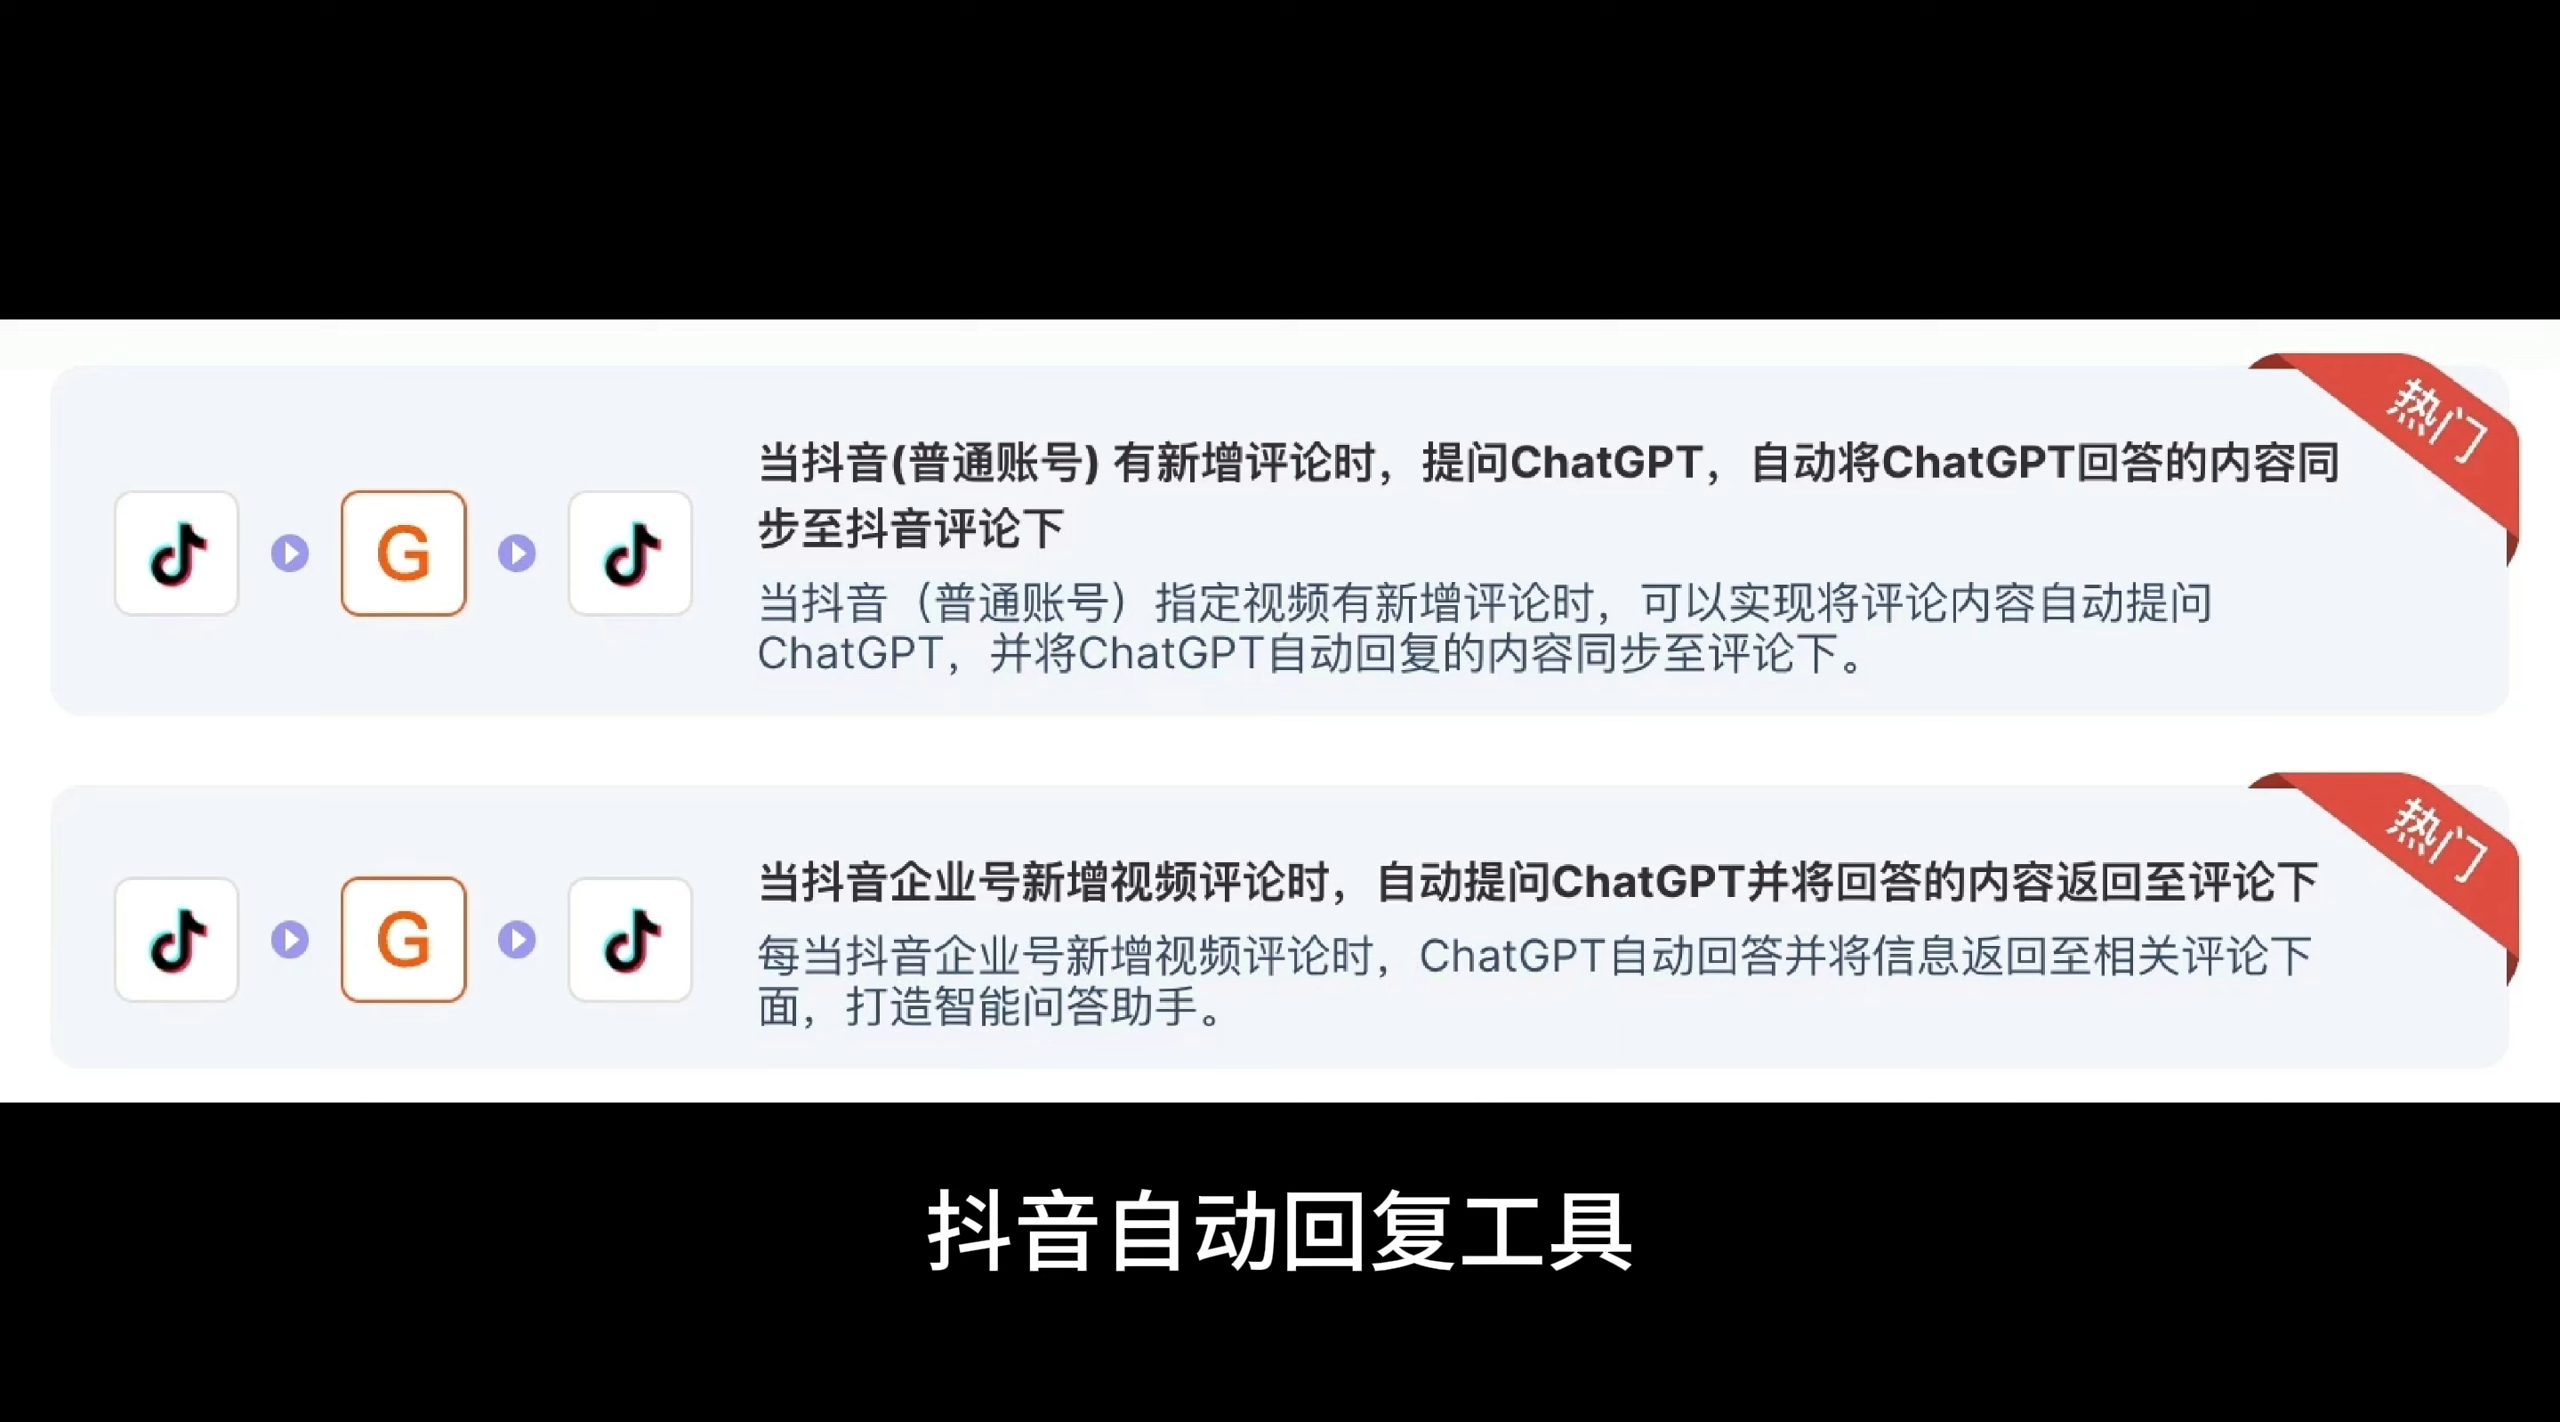 热门
当抖音(普通账号) 有新增评论时，提问ChatGPT，自动将ChatGPT回答的内容同
步至抖音评论下
G
当抖音（普通账号）指定视频有新增评论时，可以实现将评论内容自动提问
ChatGPT，并将ChatGPT自动回复的内容同步至评论下。
热门
当抖音企业号新增视频评论时，自动提问ChatGPT并将回答的内容返回至评论下
G
每当抖音企业号新增视频评论时，ChatGPT自动回答并将信息返回至相关评论下
面，打造智能问答助手。
抖音自动回复工具